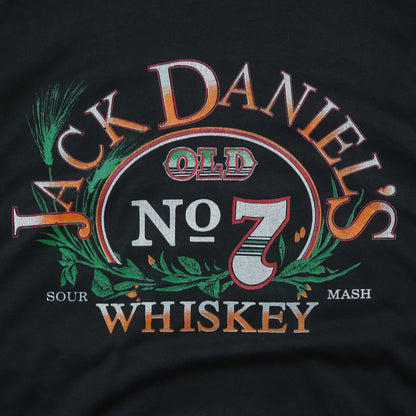 JACK DANIEL'S
OLD
No 7
SOUR MASH
WHISKEY